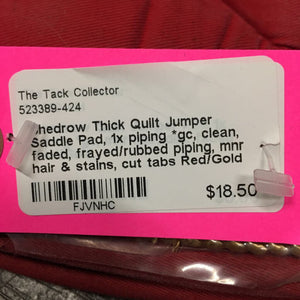 The Tack Collector
523389-424
Shedrow Thick Quilt Jumper
Saddle Pad, 1x piping *gc, clean,
faded, frayed/rubbed piping, mnr
hair & stains, cut tabs Red/Gold
$18.50
FJVNHC